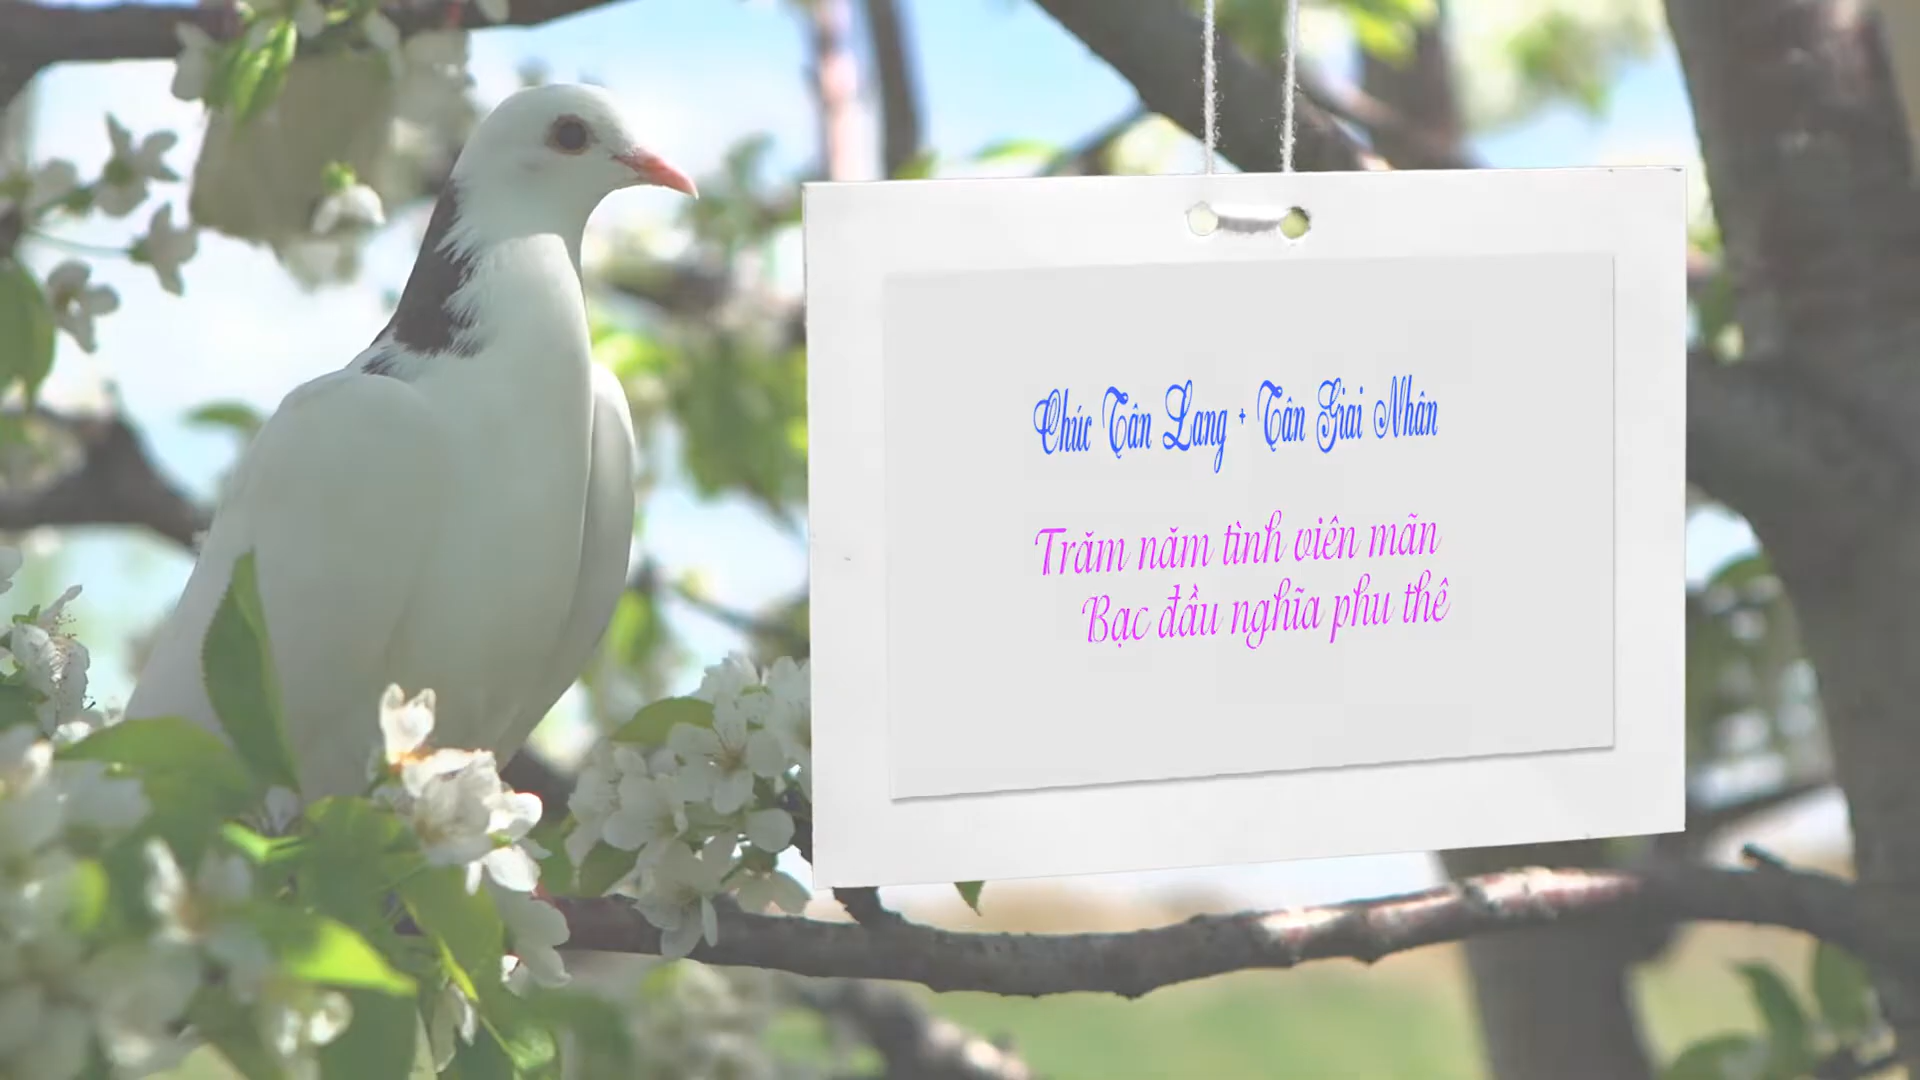 Chúc Tân Lang + Tân Giai Nhân
Trăm năm tình viên mãn
Bạc đầu nghĩa phu thê